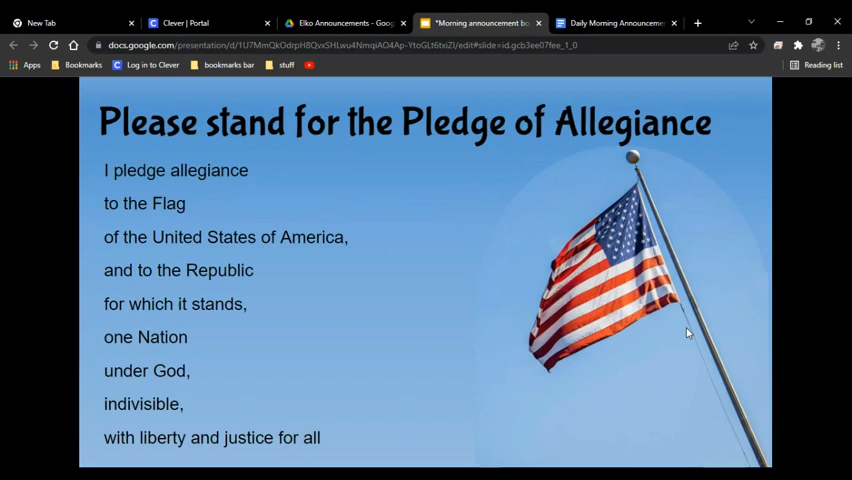 New Tab
Clever | Portal
Elko Announcements - Goog
*Morning announcement bo
Daily Morning Announceme
docs.google.com/presentation/d/1U7MmQkOdrpH8QvxSHLwu4NmqiAO4Ap-YtoGLt6txiZI/edit#slide=id.gcb3ee07fee_1_0
Apps
Bookmarks
Log in to Clever
bookmarks bar
stuff
Reading list
Please stand for the Pledge of Allegiance
I pledge allegiance
to the Flag
of the United States of America,
and to the Republic
for which it stands,
one Nation
under God,
indivisible,
with liberty and justice for all